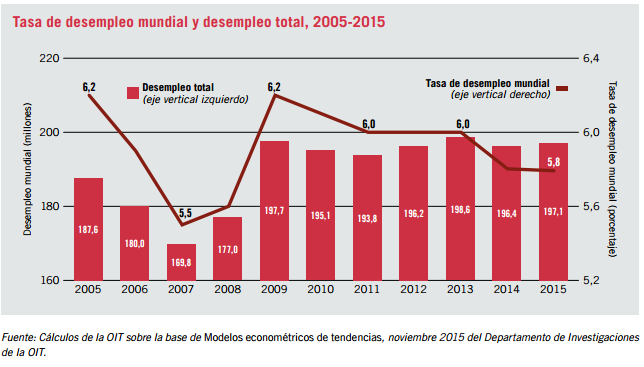 Tasa de desempleo mundial y desempleo total, 2005-2015
220
200
180
160
Desempleo mundial (millones)
6,4
6,0
5,6
5,2
Tasa de desempleo mundial (porcentaje)
Desempleo total
(eje vertical izquierdo)
Tasa de desempleo mundial
(eje vertical derecho)
6,2
5,5
6,2
6,0
6,0
5,8
187,6
180,0
169,8
177,0
197,7
195,1
193,8
196,2
198,6
196,4
197,1
2005 2006 2007 2008 2009 2010 2011 2012 2013 2014 2015
Fuente: Cálculos de la OIT sobre la base de Modelos econométricos de tendencias, noviembre 2015 del Departamento de Investigaciones
de la OIT.